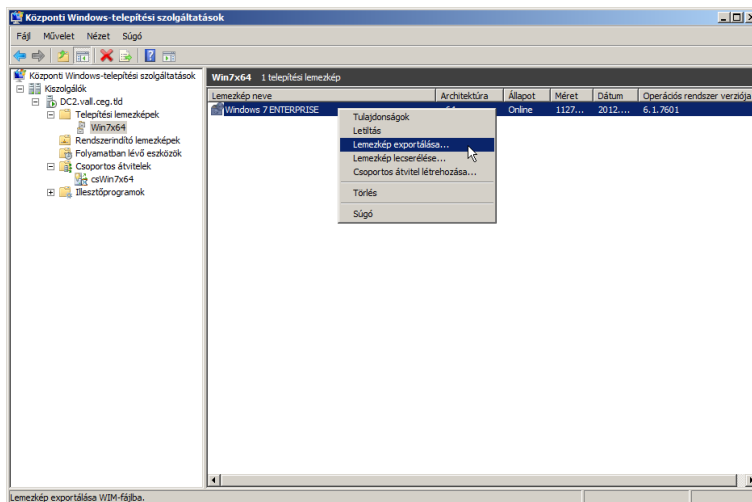 Központi Windows-telepítési szolgáltatások
Fájl Művelet Nézet Súgó
Központi Windows-telepítési szolgáltatások
Kiszolgálók
DC2.vall.ceg.tld
Telepítési lemezképek
Win7x64
Rendszerindító lemezképek
Folyamatban lévő eszközök
Csoportos átvitelek
csWin7x64
Illesztőprogramok
Win7x64 1 telepítési lemezkép
Lemezkép neve Architektúra Állapot Méret Dátum Operációs rendszer verziója
Windows 7 ENTERPRISE Online 1127... 2012.... 6.1.7601
Tulajdonságok
Letiltás
Lemezkép exportálása...
Lemezkép lecserélése...
Csoportos átvitel létrehozása...
Törlés
Súgó
Lemezkép exportálása WIM-fájlba.